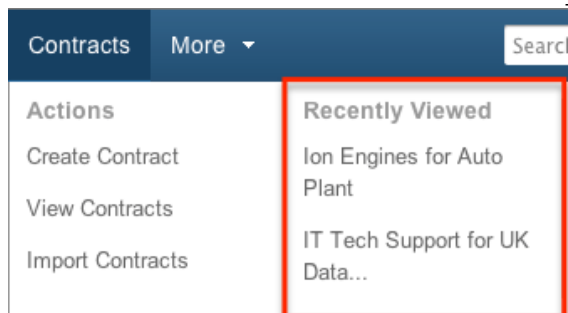 Contracts More
Search
Actions
Create Contract
View Contracts
Import Contracts
Recently Viewed
Ion Engines for Auto
Plant
IT Tech Support for UK
Data...